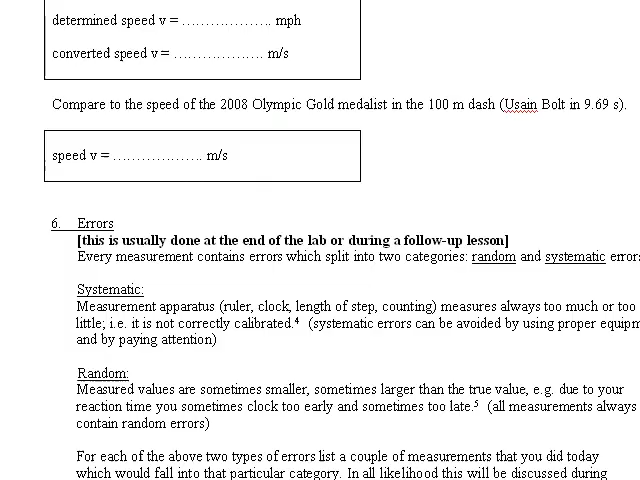 determined speed v = ………………. mph
converted speed v = ………………. m/s
Compare to the speed of the 2008 Olympic Gold medalist in the 100 m dash (Usain Bolt in 9.69 s).
speed v = ………………. m/s
6. Errors
[this is usually done at the end of the lab or during a follow-up lesson]
Every measurement contains errors which split into two categories: random and systematic errors
Systematic:
Measurement apparatus (ruler, clock, length of step, counting) measures always too much or too
little; i.e. it is not correctly calibrated.⁴ (systematic errors can be avoided by using proper equipm
and by paying attention)
Random:
Measured values are sometimes smaller, sometimes larger than the true value, e.g. due to your
reaction time you sometimes clock too early and sometimes too late.⁵ (all measurements always
contain random errors)
For each of the above two types of errors list a couple of measurements that you did today
which would fall into that particular category. In all likelihood this will be discussed during